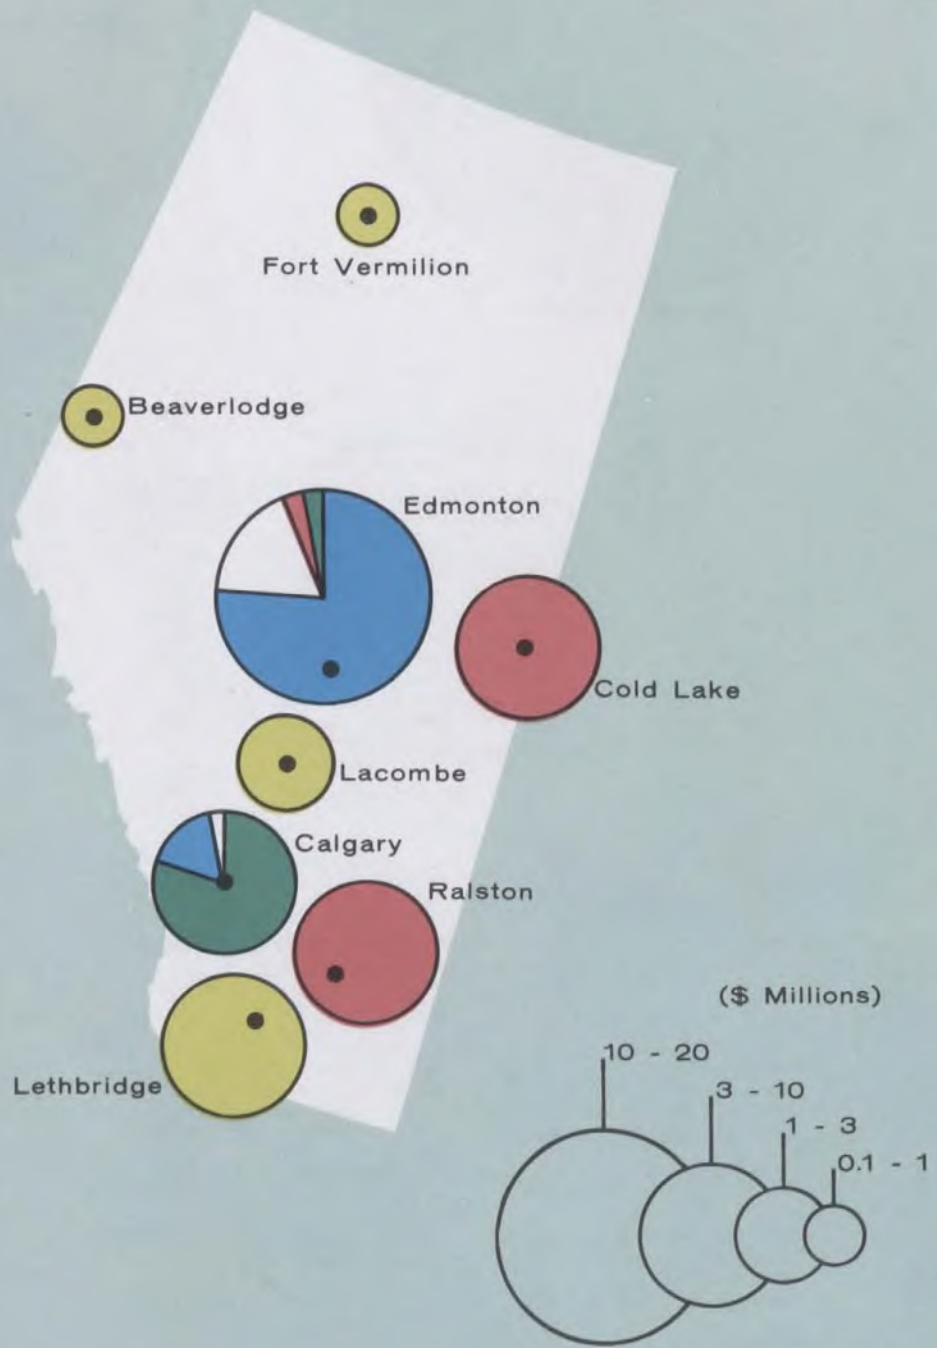 Fort Vermilion
Beaverlodge
Edmonton
Cold Lake
Lacombe
Calgary
Ralston
($ Millions)
10 - 20
Lethbridge
3 - 10
1 - 3
0.1 - 1